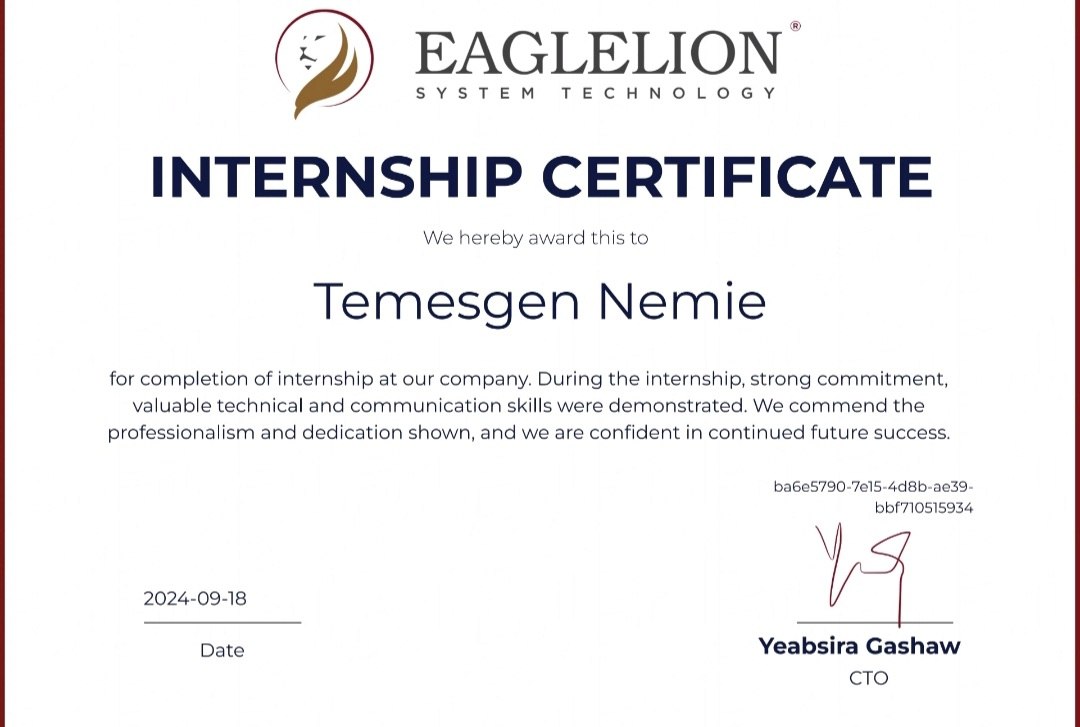 EAGLELION®
SYSTEM TECHNOLOGY
INTERNSHIP CERTIFICATE
We hereby award this to
Temesgen Nemie
for completion of internship at our company. During the internship, strong commitment,
valuable technical and communication skills were demonstrated. We commend the
professionalism and dedication shown, and we are confident in continued future success.
ba6e5790-7e15-4d8b-ae39-
bbf710515934
2024-09-18
Date
Yeabsira Gashaw
CTO